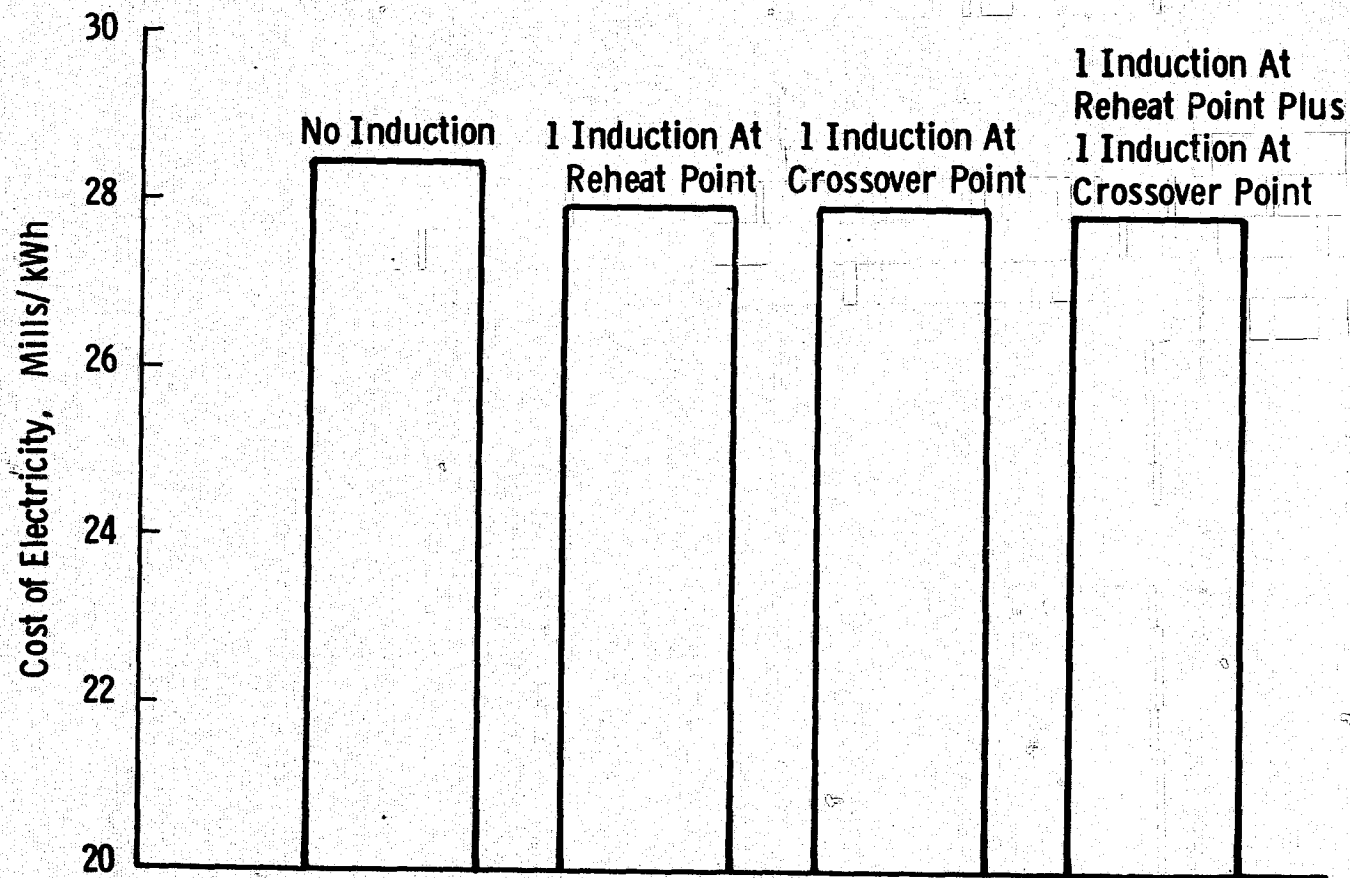 30
28
26
24
22
20
Cost of Electricity, Mills/kWh
No Induction
1 Induction At
Reheat Point
1 Induction At
Crossover Point
1 Induction At
Reheat Point Plus
1 Induction At
Crossover Point